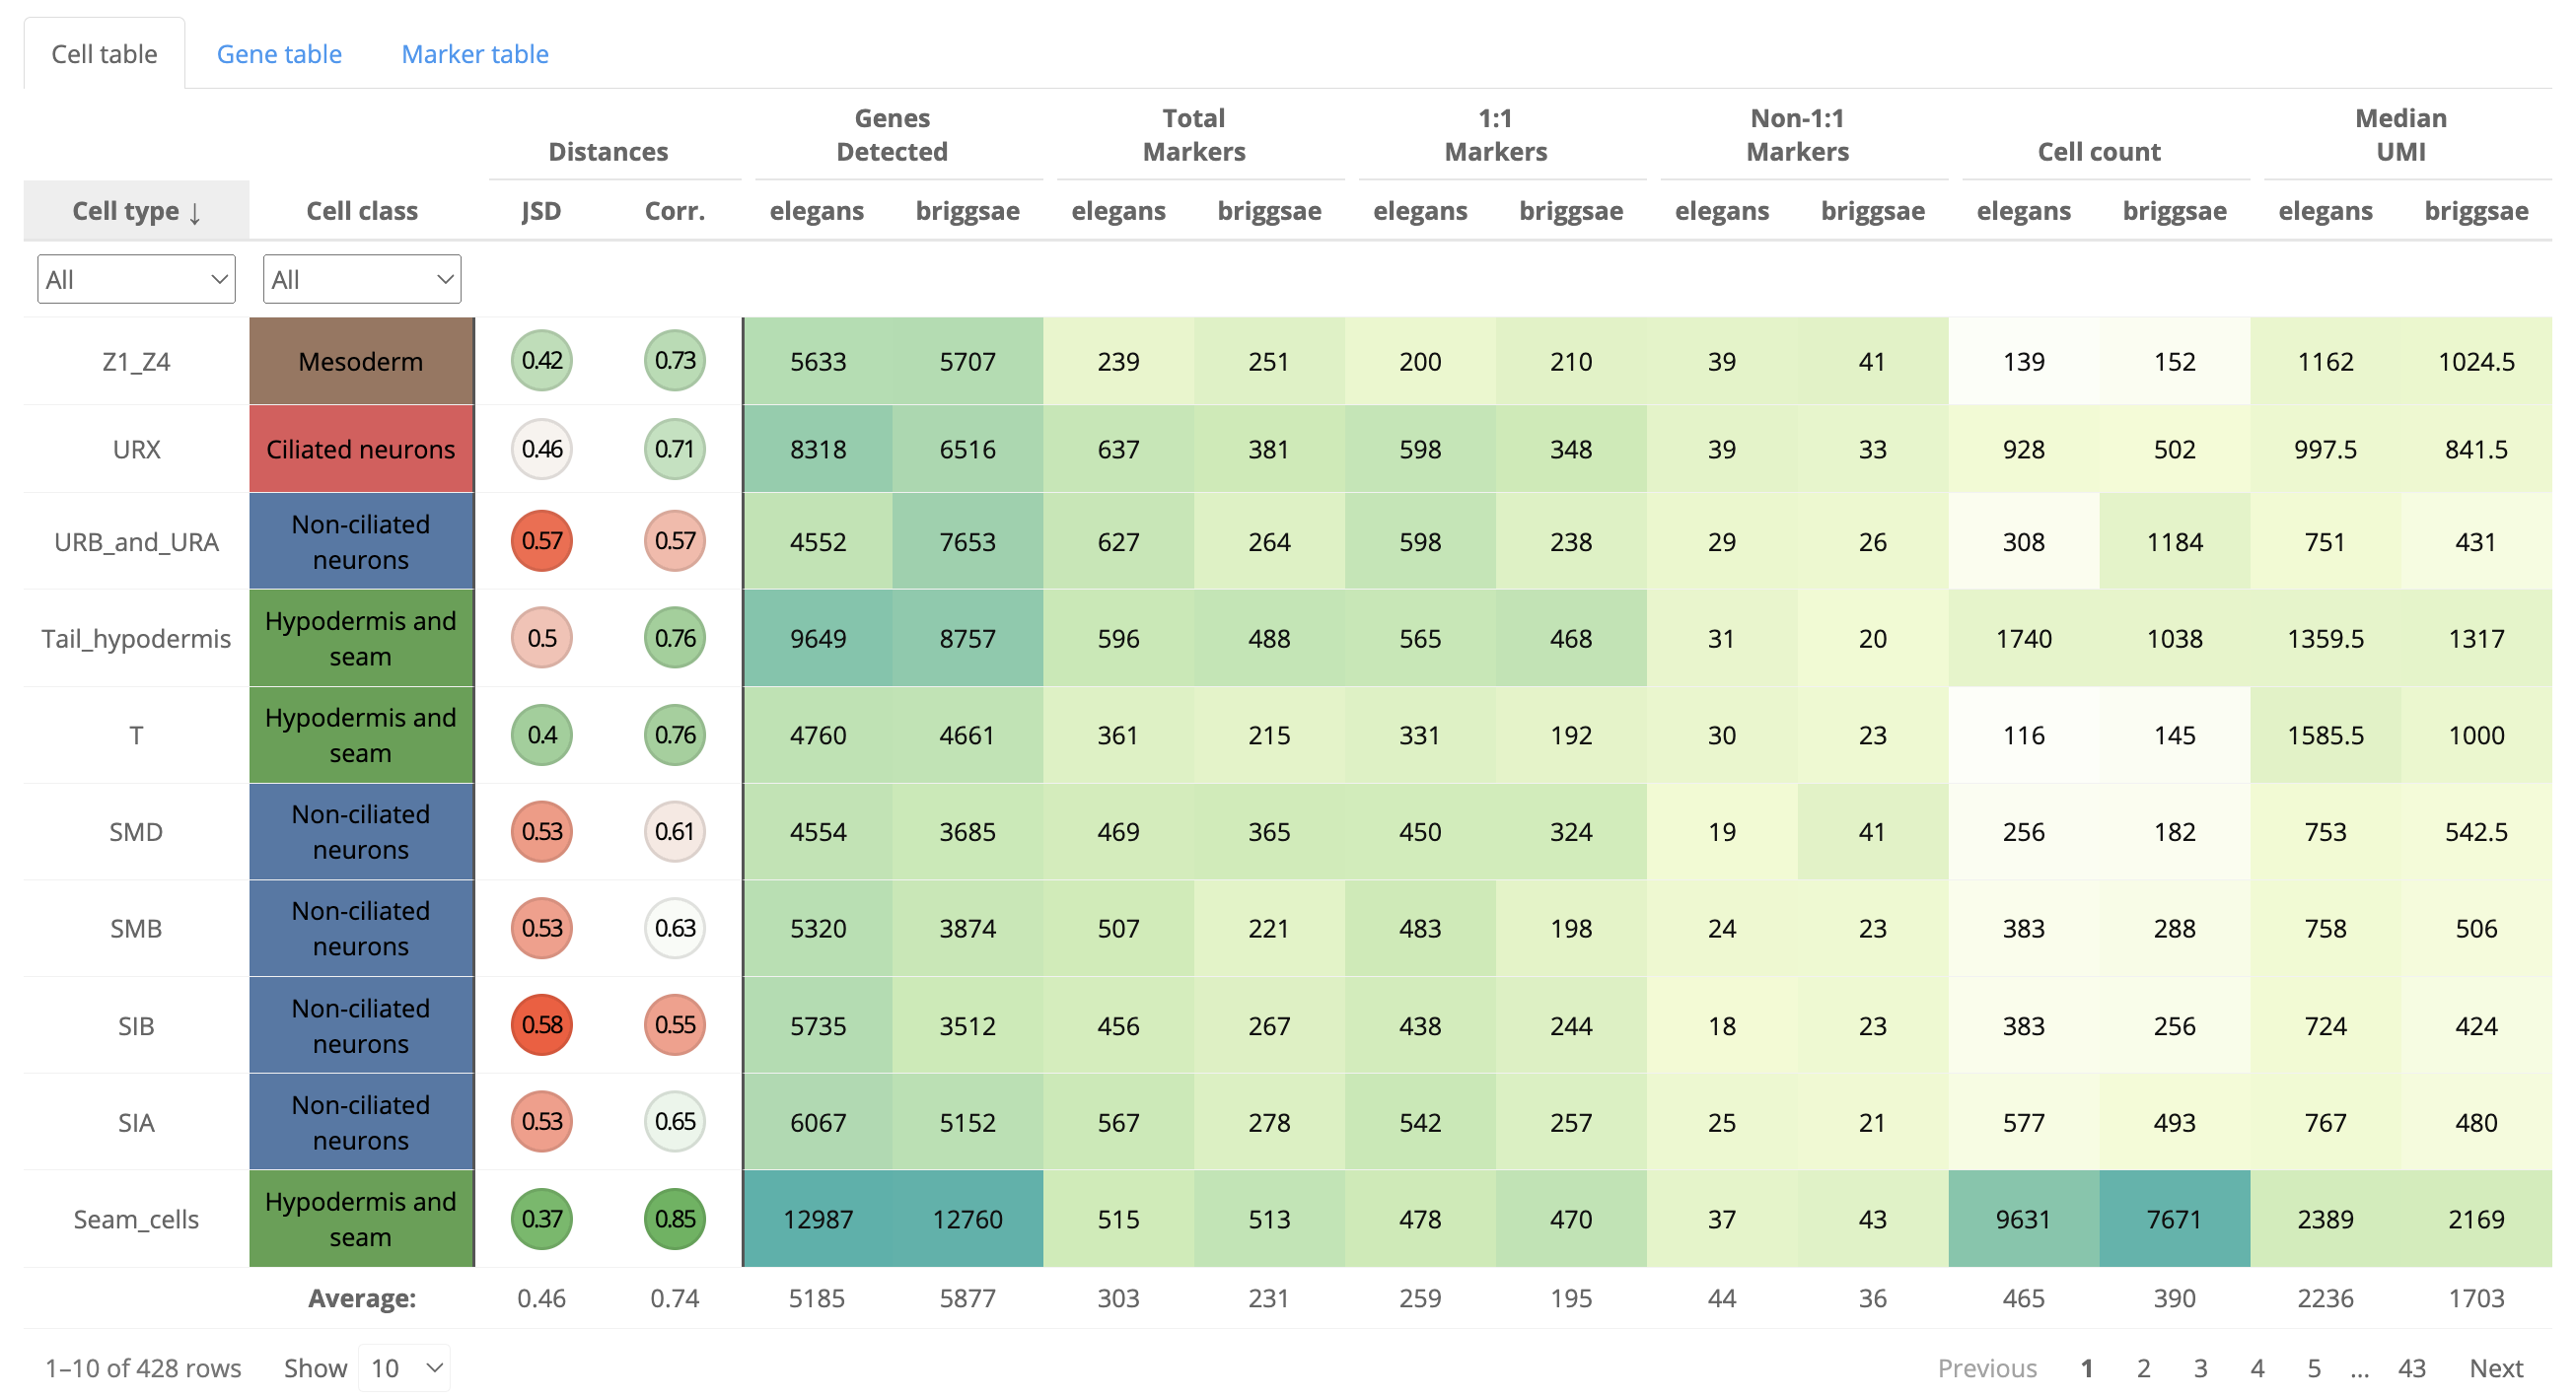 Cell table Gene table Marker table
Genes Total 1:1 Non-1:1 Median
Distances Detected Markers Markers Markers Cell count UMI
Cell type ↓ Cell class JSD Corr. elegans briggsae elegans briggsae elegans briggsae elegans briggsae elegans briggsae elegans briggsae
All All
Z1_Z4 Mesoderm 0.42 0.73 5633 5707 239 251 200 210 39 41 139 152 1162 1024.5
URX Ciliated neurons 0.46 0.71 8318 6516 637 381 598 348 39 33 928 502 997.5 841.5
URB_and_URA Non-ciliated neurons 0.57 0.57 4552 7653 627 264 598 238 29 26 308 1184 751 431
Tail_hypodermis Hypodermis and seam 0.5 0.76 9649 8757 596 488 565 468 31 20 1740 1038 1359.5 1317
T Hypodermis and seam 0.4 0.76 4760 4661 361 215 331 192 30 23 116 145 1585.5 1000
SMD Non-ciliated neurons 0.53 0.61 4554 3685 469 365 450 324 19 41 256 182 753 542.5
SMB Non-ciliated neurons 0.53 0.63 5320 3874 507 221 483 198 24 23 383 288 758 506
SIB Non-ciliated neurons 0.58 0.55 5735 3512 456 267 438 244 18 23 383 256 724 424
SIA Non-ciliated neurons 0.53 0.65 6067 5152 567 278 542 257 25 21 577 493 767 480
Seam_cells Hypodermis and seam 0.37 0.85 12987 12760 515 513 478 470 37 43 9631 7671 2389 2169
Average: 0.46 0.74 5185 5877 303 231 259 195 44 36 465 390 2236 1703
1–10 of 428 rows Show 10 Previous 1 2 3 4 5 ... 43 Next